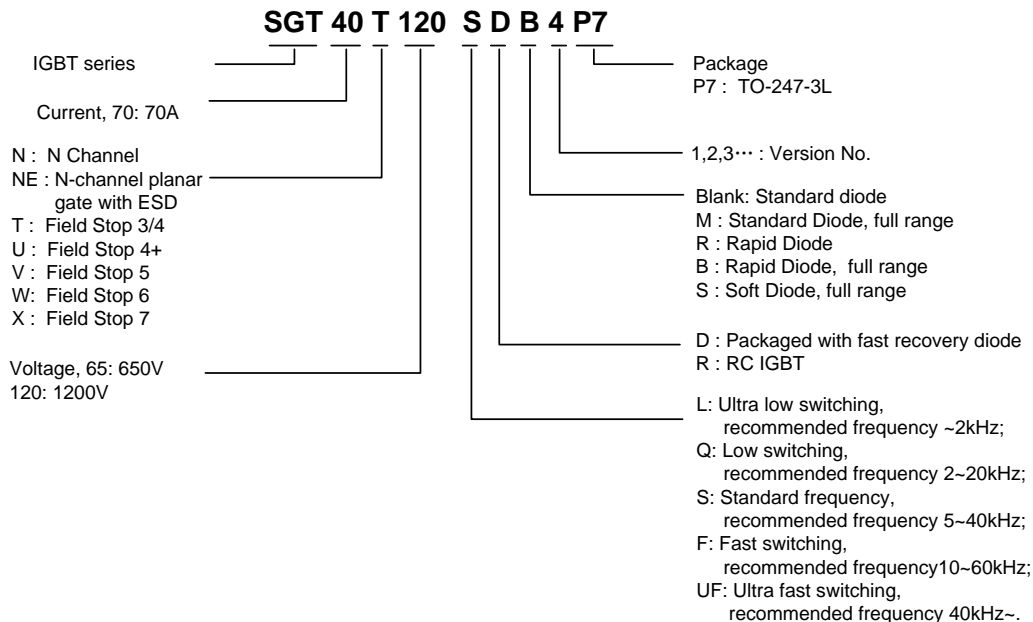 SGT 40 T 120 S D B 4 P7
IGBT series
Current, 70: 70A
N : N Channel
NE : N-channel planar
gate with ESD
T : Field Stop 3/4
U : Field Stop 4+
V : Field Stop 5
W: Field Stop 6
X : Field Stop 7
Voltage, 65: 650V
120: 1200V
Package
P7 : TO-247-3L
1,2,3··· : Version No.
Blank: Standard diode
M : Standard Diode, full range
R : Rapid Diode
B : Rapid Diode, full range
S : Soft Diode, full range
D : Packaged with fast recovery diode
R : RC IGBT
L: Ultra low switching,
recommended frequency ~2kHz;
Q: Low switching,
recommended frequency 2~20kHz;
S: Standard frequency,
recommended frequency 5~40kHz;
F: Fast switching,
recommended frequency10~60kHz;
UF: Ultra fast switching,
recommended frequency 40kHz~.